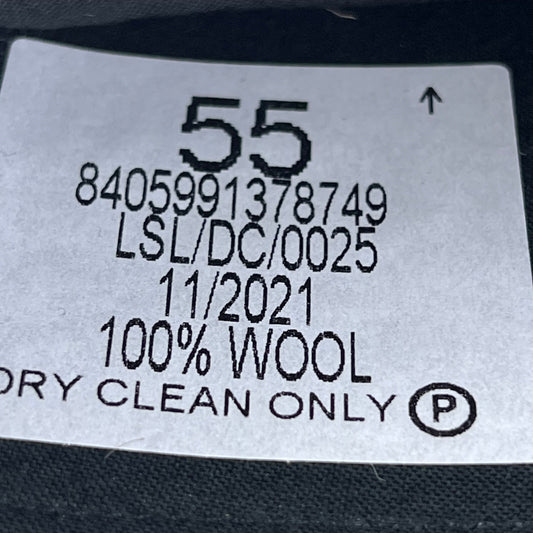 55
8405991378749
LSL/DC/0025
11/2021
100% WOOL
DRY CLEAN ONLY P